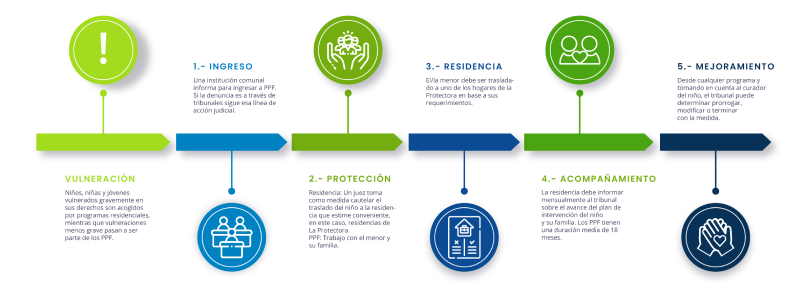 !
VULNERACIÓN
Niños, niñas y jóvenes
vulnerados gravemente en
sus derechos son acogidos
por programas residenciales,
mientras que vulneraciones
menos grave pasan a ser
parte de los PPF.
1.- INGRESO
Una institución comunal
informa para ingresar a PPF.
Si la denuncia es a través de
tribunales sigue esa línea de
acción judicial.
2.- PROTECCIÓN
Residencia: Un juez toma
como medida cautelar el
traslado del niño a la residen-
cia que estime conveniente,
en este caso, residencias de
La Protectora
PPF: Trabajo con el menor y
su familia.
3.- RESIDENCIA
El/la menor debe ser traslada-
do a uno de los hogares de la
Protectora en base a sus
requerimientos.
4.- ACOMPAÑAMIENTO
La residencia debe informar
mensualmente al tribunal
sobre el avance del plan de
intervención del niño
y su familia. Los PPF tienen
una duración media de 18
meses.
5.- MEJORAMIENTO
Desde cualquier programa y
tomando en cuenta al curador
del niño, el tribunal puede
determinar prorrogar,
modificar o terminar
con la medida.